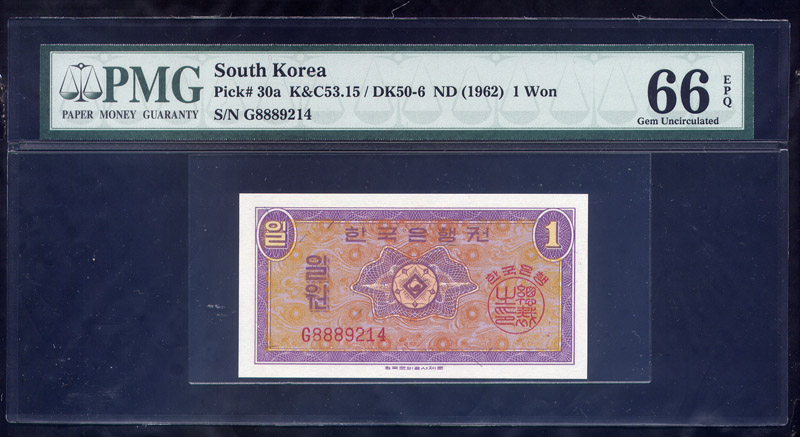 PMG
PAPER MONEY GUARANTY
South Korea
Pick# 30a K&C53.15 / DK50-6 ND (1962) 1 Won
S/N G8889214
66 EPQ
Gem Uncirculated
일 한국은행권 1
일원
한국은행
G8889214